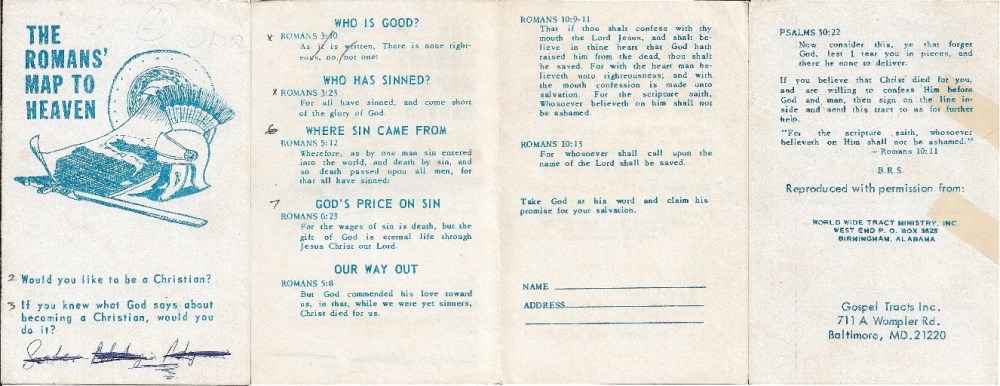 THE
ROMANS'
MAP TO
HEAVEN
2 Would you like to be a Christian?
3 If you knew what God says about
becoming a Christian, would you
do it?
WHO IS GOOD?
x ROMANS 3:10
As it is written, There is none right-
eous, no, not one:
WHO HAS SINNED?
x ROMANS 3:23
For all have sinned, and come short
of the glory of God.
6 WHERE SIN CAME FROM
ROMANS 5:12
Wherefore, as by one man sin entered
into the world, and death by sin, and
so death passed upon all men, for
that all have sinned:
7 GOD'S PRICE ON SIN
ROMANS 6:23
For the wages of sin is death, but the
gift of God is eternal life through
Jesus Christ our Lord.
OUR WAY OUT
ROMANS 5:8
But God commended his love toward
us, in that, while we were yet sinners,
Christ died for us.
ROMANS 10:9-11
That if thou shalt confess with thy
mouth the Lord Jesus, and shalt be-
lieve in thine heart that God hath
raised him from the dead, thou shalt
be saved. For with the heart man be-
lieveth unto righteousness; and with
the mouth confession is made unto
salvation. For the scripture saith,
Whosoever believeth on him shall not
be ashamed.
ROMANS 10:13
For whosoever shall call upon the
name of the Lord shall be saved.
Take God at his word and claim his
promise for your salvation.
NAME
ADDRESS
PSALMS 50:22
Now consider this, ye that forget
God, lest I tear you in pieces, and
there be none to deliver.
If you believe that Christ died for you,
and are willing to confess Him before
God and man, then sign on the line in-
side and send this tract to us for further
help.
"For the scripture saith, whosoever
believeth on Him shall not be ashamed."
- Romans 10:11
B.R.S.
Reproduced with permission from:
WORLD WIDE TRACT MINISTRY, INC.
WEST END P. O. BOX 3625
BIRMINGHAM, ALABAMA
Gospel Tracts Inc.
711 A Wampler Rd.
Baltimore, MD. 21220